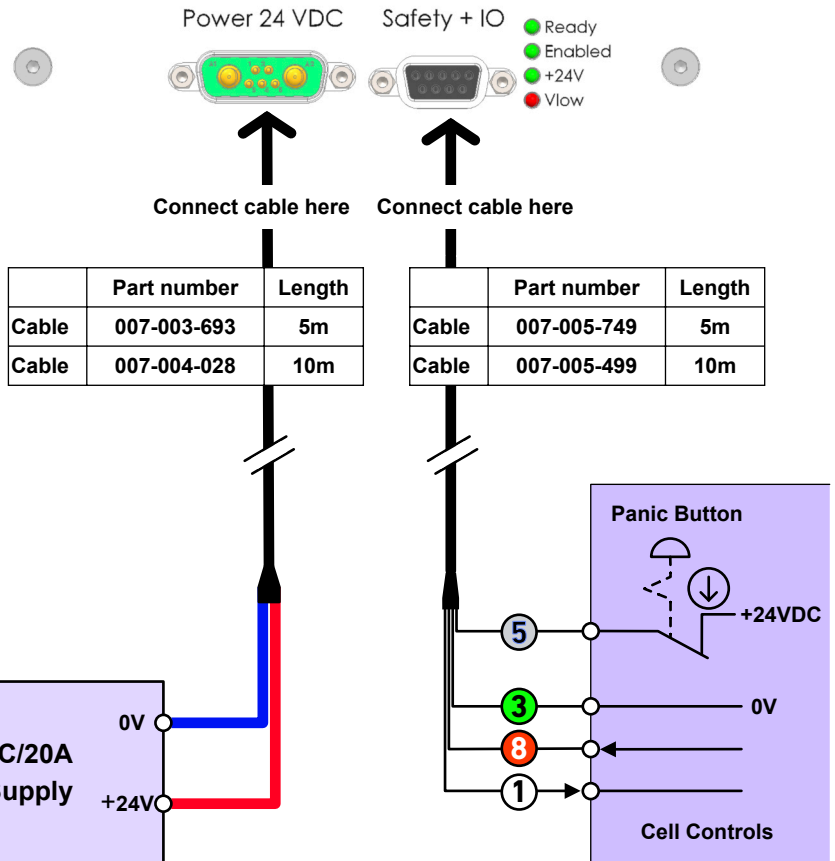 Power 24 VDC
Safety + IO
Ready
Enabled
+24V
Vlow
Connect cable here
Connect cable here
Part number Length
Cable 007-003-693 5m
Cable 007-004-028 10m
Part number Length
Cable 007-005-749 5m
Cable 007-005-499 10m
Panic Button
+24VDC
5
3
0V
8
1
Cell Controls
0V
C/20A
upply
+24V